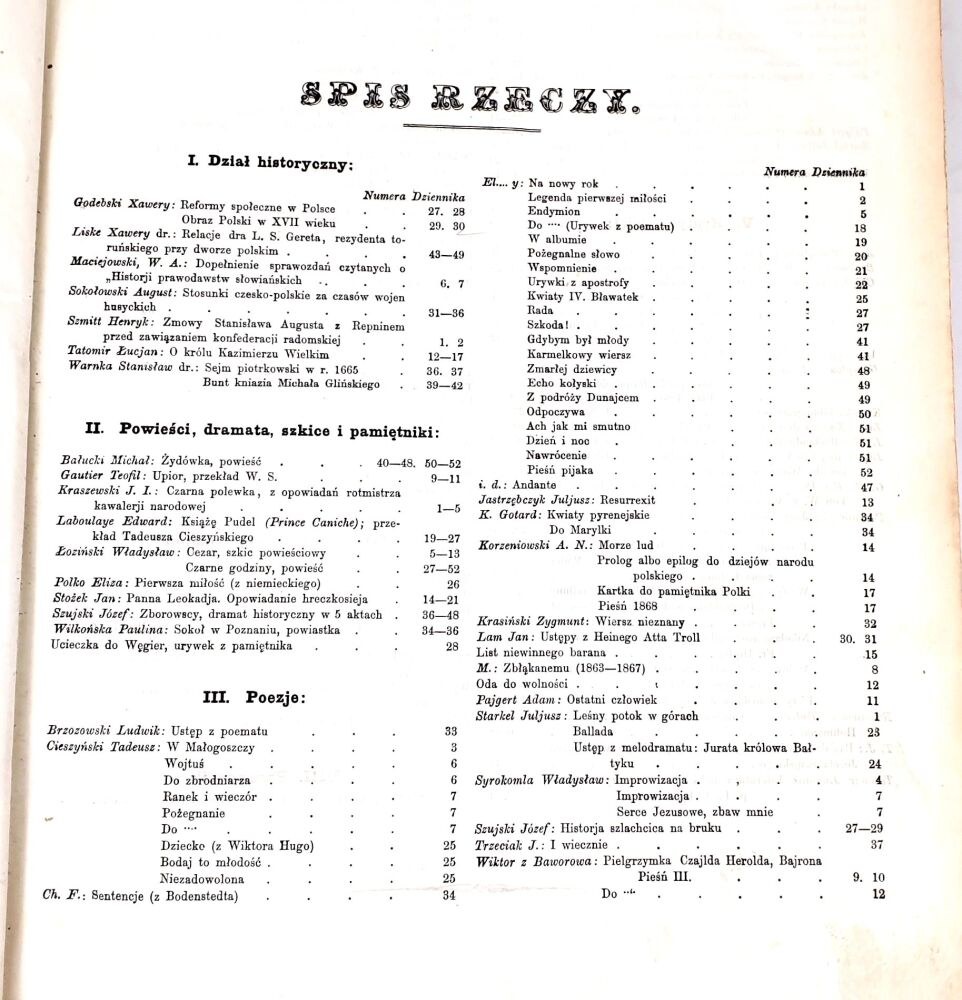 SPIS RZECZY.
I. Dział historyczny:
Numera Dziennika
Godebski Xawery: Reformy społeczne w Polsce . . 27. 28
Obraz Polski w XVII wieku . . 29. 30
Liske Xawery dr.: Relacje dra L. S. Gereta, rezydenta to-
ruńskiego przy dworze polskim . . . . 43—49
Maciejowski, W. A.: Dopełnienie sprawozdań czytanych o
„Historji prawodawstw słowiańskich . . . 6. 7
Sokołowski August: Stosunki czesko-polskie za czasów wojen
husyckich . . . . . . . 31—36
Szmitt Henryk: Zmowy Stanisława Augusta z Repninem
przed zawiązaniem konfederacji radomskiej . . 1. 2
Tatomir Łucjan: O królu Kazimierzu Wielkim . . 12—17
Warnka Stanisław dr.: Sejm piotrkowski w r. 1665 . 36. 37
Bunt kniazia Michała Glińskiego . 39—42
II. Powieści, dramata, szkice i pamiętniki:
Bałucki Michał: Żydówka, powieść . . . 40—48. 50—52
Gautier Teofil: Upior, przekład W. S. . . . 9—11
Kraszewski J. I.: Czarna polewka, z opowiadań rotmistrza
kawalerji narodowej . . . . . 1—5
Laboulaye Edward: Książę Pudel (Prince Caniche); prze-
kład Tadeusza Cieszyńskiego . . . . 19—27
Łoziński Władysław: Cezar, szkic powieściowy . . 5—13
Czarne godziny, powieść . . 27—52
Polko Eliza: Pierwsza miłość (z niemieckiego) . . 26
Stożek Jan: Panna Leokadja. Opowiadanie hreczkosieja . 14—21
Szujski Józef: Zborowscy, dramat historyczny w 5 aktach . 36—48
Wilkońska Paulina: Sokoł w Poznaniu, powiastka . . 34—36
Ucieczka do Węgier, urywek z pamiętnika . . . 28
III. Poezje:
Brzozowski Ludwik: Ustęp z poematu . . . 33
Cieszyński Tadeusz: W Małogoszczy . . . . 3
Wojtuś . . . . . 6
Do zbrodniarza . . . . 6
Ranek i wieczór . . . . 7
Pożegnanie . . . . 7
Do ···· . . . . . 7
Dziecko (z Wiktora Hugo) . . 25
Bodaj to młodość . . . . 25
Niezadowolona . . . . 25
Ch. F.: Sentencje (z Bodenstedta) . . . . 34
Numera Dziennika
El.... y: Na nowy rok . . . . . 1
Legenda pierwszej miłości . . . . 2
Endymion . . . . . 5
Do ···· (Urywek z poematu) . . . 18
W albumie . . . . . 19
Pożegnalne słowo . . . . 20
Wspomnienie . . . . . 21
Urywki z apostrofy . . . . 22
Kwiaty IV. Bławatek . . . . 25
Rada . . . . . 27
Szkoda! . . . . . 27
Gdybym był młody . . . . 41
Karmelkowy wiersz . . . . 41
Zmarłej dziewicy . . . . 48
Echo kołyski . . . . . 49
Z podróży Dunajcem . . . . 49
Odpoczywa . . . . . 50
Ach jak mi smutno . . . 51
Dzień i noc . . . . 51
Nawrócenie . . . . . 51
Pieśń pijaka . . . . . 52
i. d.: Andante . . . . . . 47
Jastrzębczyk Juljusz: Resurrexit . . . . 13
K. Gotard: Kwiaty pyrenejskie . . . . 34
Do Marylki . . . . 34
Korzeniowski A. N.: Morze lud . . . . 14
Prolog albo epilog do dziejów narodu
polskiego . . . . 14
Kartka do pamiętnika Polki . . 17
Pieśń 1868 . . . . 17
Krasiński Zygmunt: Wiersz nieznany . . . . 32
Lam Jan: Ustępy z Heinego Atta Troll . . . 30. 31
List niewinnego barana . . . . . 15
M.: Zbłąkanemu (1863—1867) . . . . 8
Oda do wolności . . . . . . 12
Pajgert Adam: Ostatni człowiek . . . . 11
Starkel Juljusz: Leśny potok w górach . . . 1
Ballada . . . . . 23
Ustęp z melodramatu: Jurata królowa Bał-
tyku . . . . . 24
Syrokomla Władysław: Improwizacja . . . . 4
Improwizacja . . . . 7
Serce Jezusowe, zbaw mnie . 7
Szujski Józef: Historja szlachcica na bruku . . . 27—29
Trzeciak J.: I wiecznie . . . . . 37
Wiktor z Baworowa: Pielgrzymka Czajlda Herolda, Bajrona
Pieśń III. . . . 9. 10
Do ···· . . . . . 12